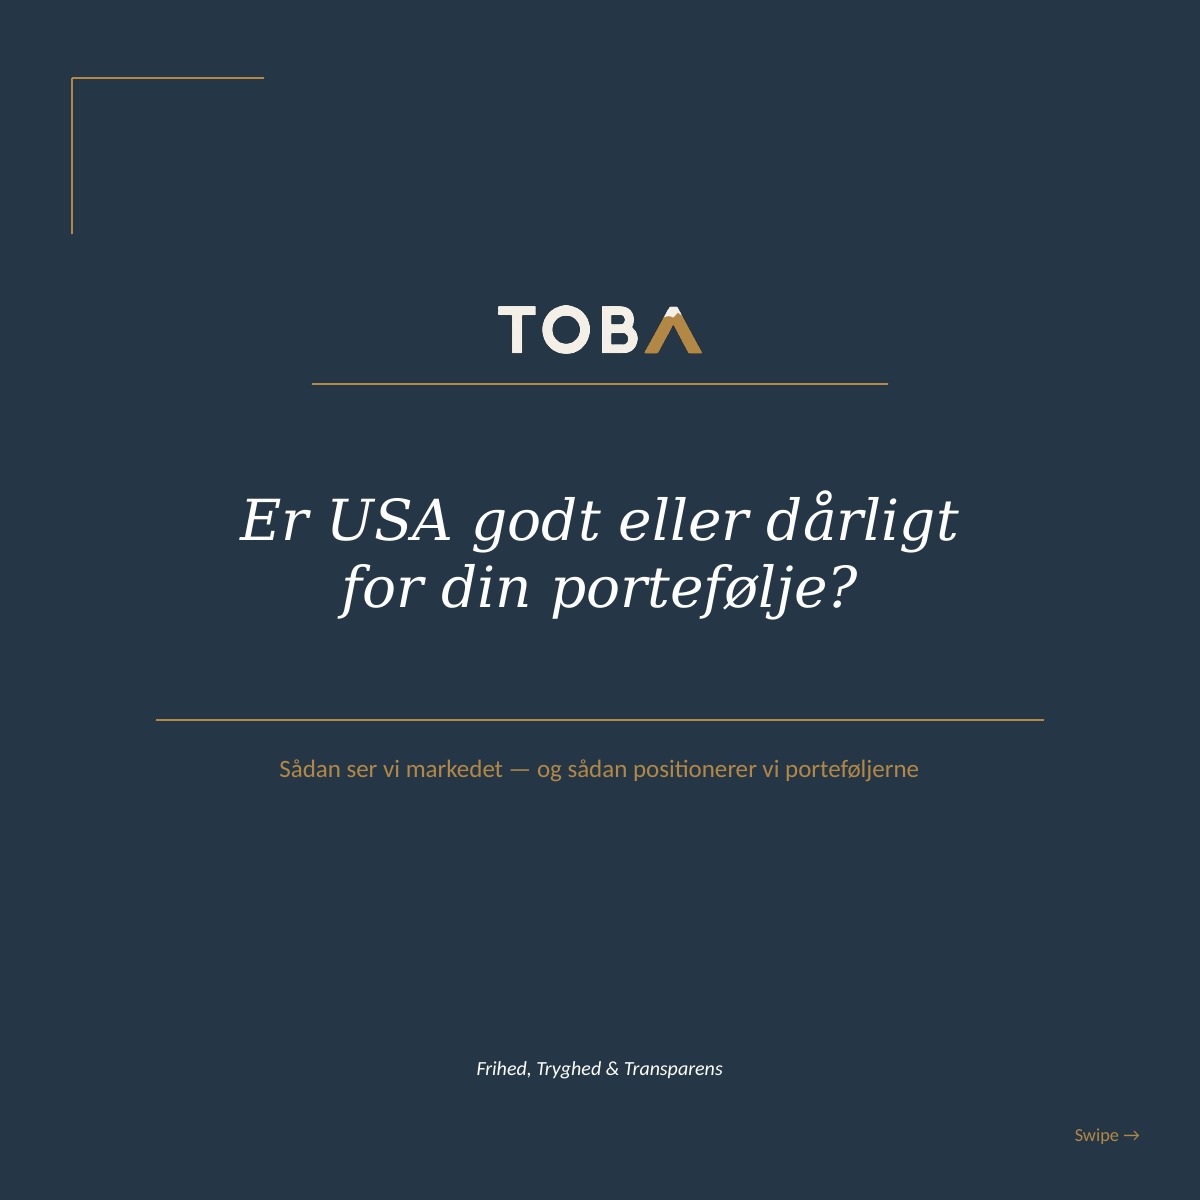 TOBA
Er USA godt eller dårligt
for din portefølje?
Sådan ser vi markedet — og sådan positionerer vi porteføljerne
Frihed, Tryghed & Transparens
Swipe →